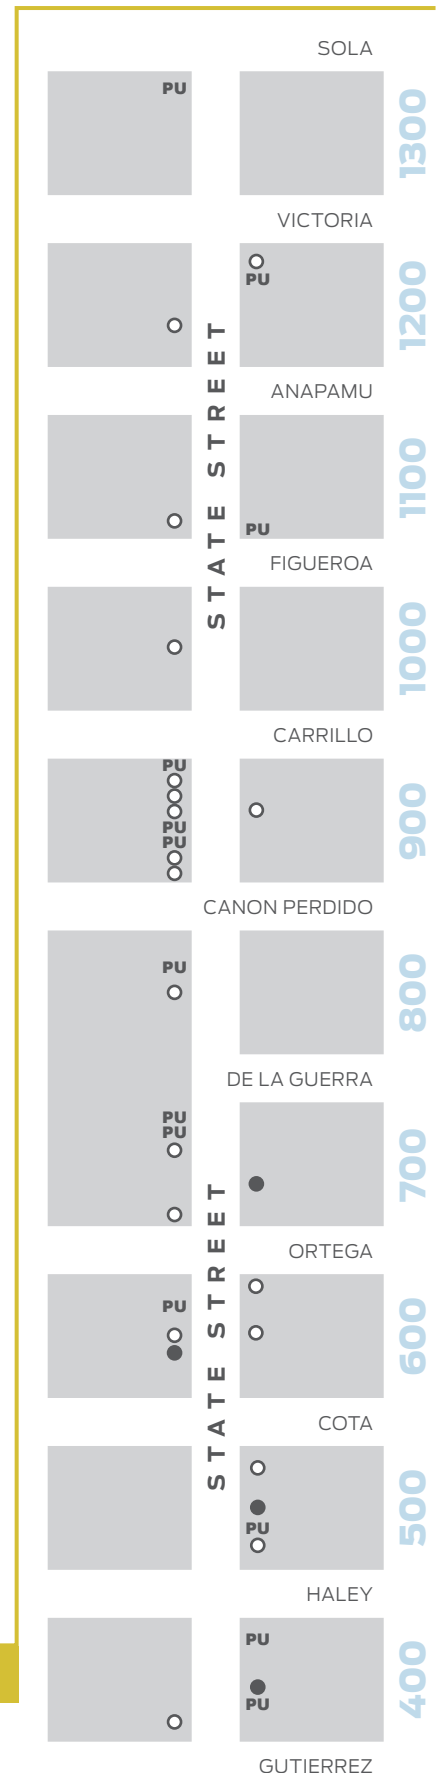 SOLA
PU
1300
VICTORIA
PU
1200
STATE STREET
ANAPAMU
1100
PU
FIGUEROA
1000
CARRILLO
PU
900
PU
PU
CANON PERDIDO
PU
800
DE LA GUERRA
PU
PU
700
STATE STREET
ORTEGA
PU
600
COTA
500
PU
HALEY
PU
400
PU
GUTIERREZ